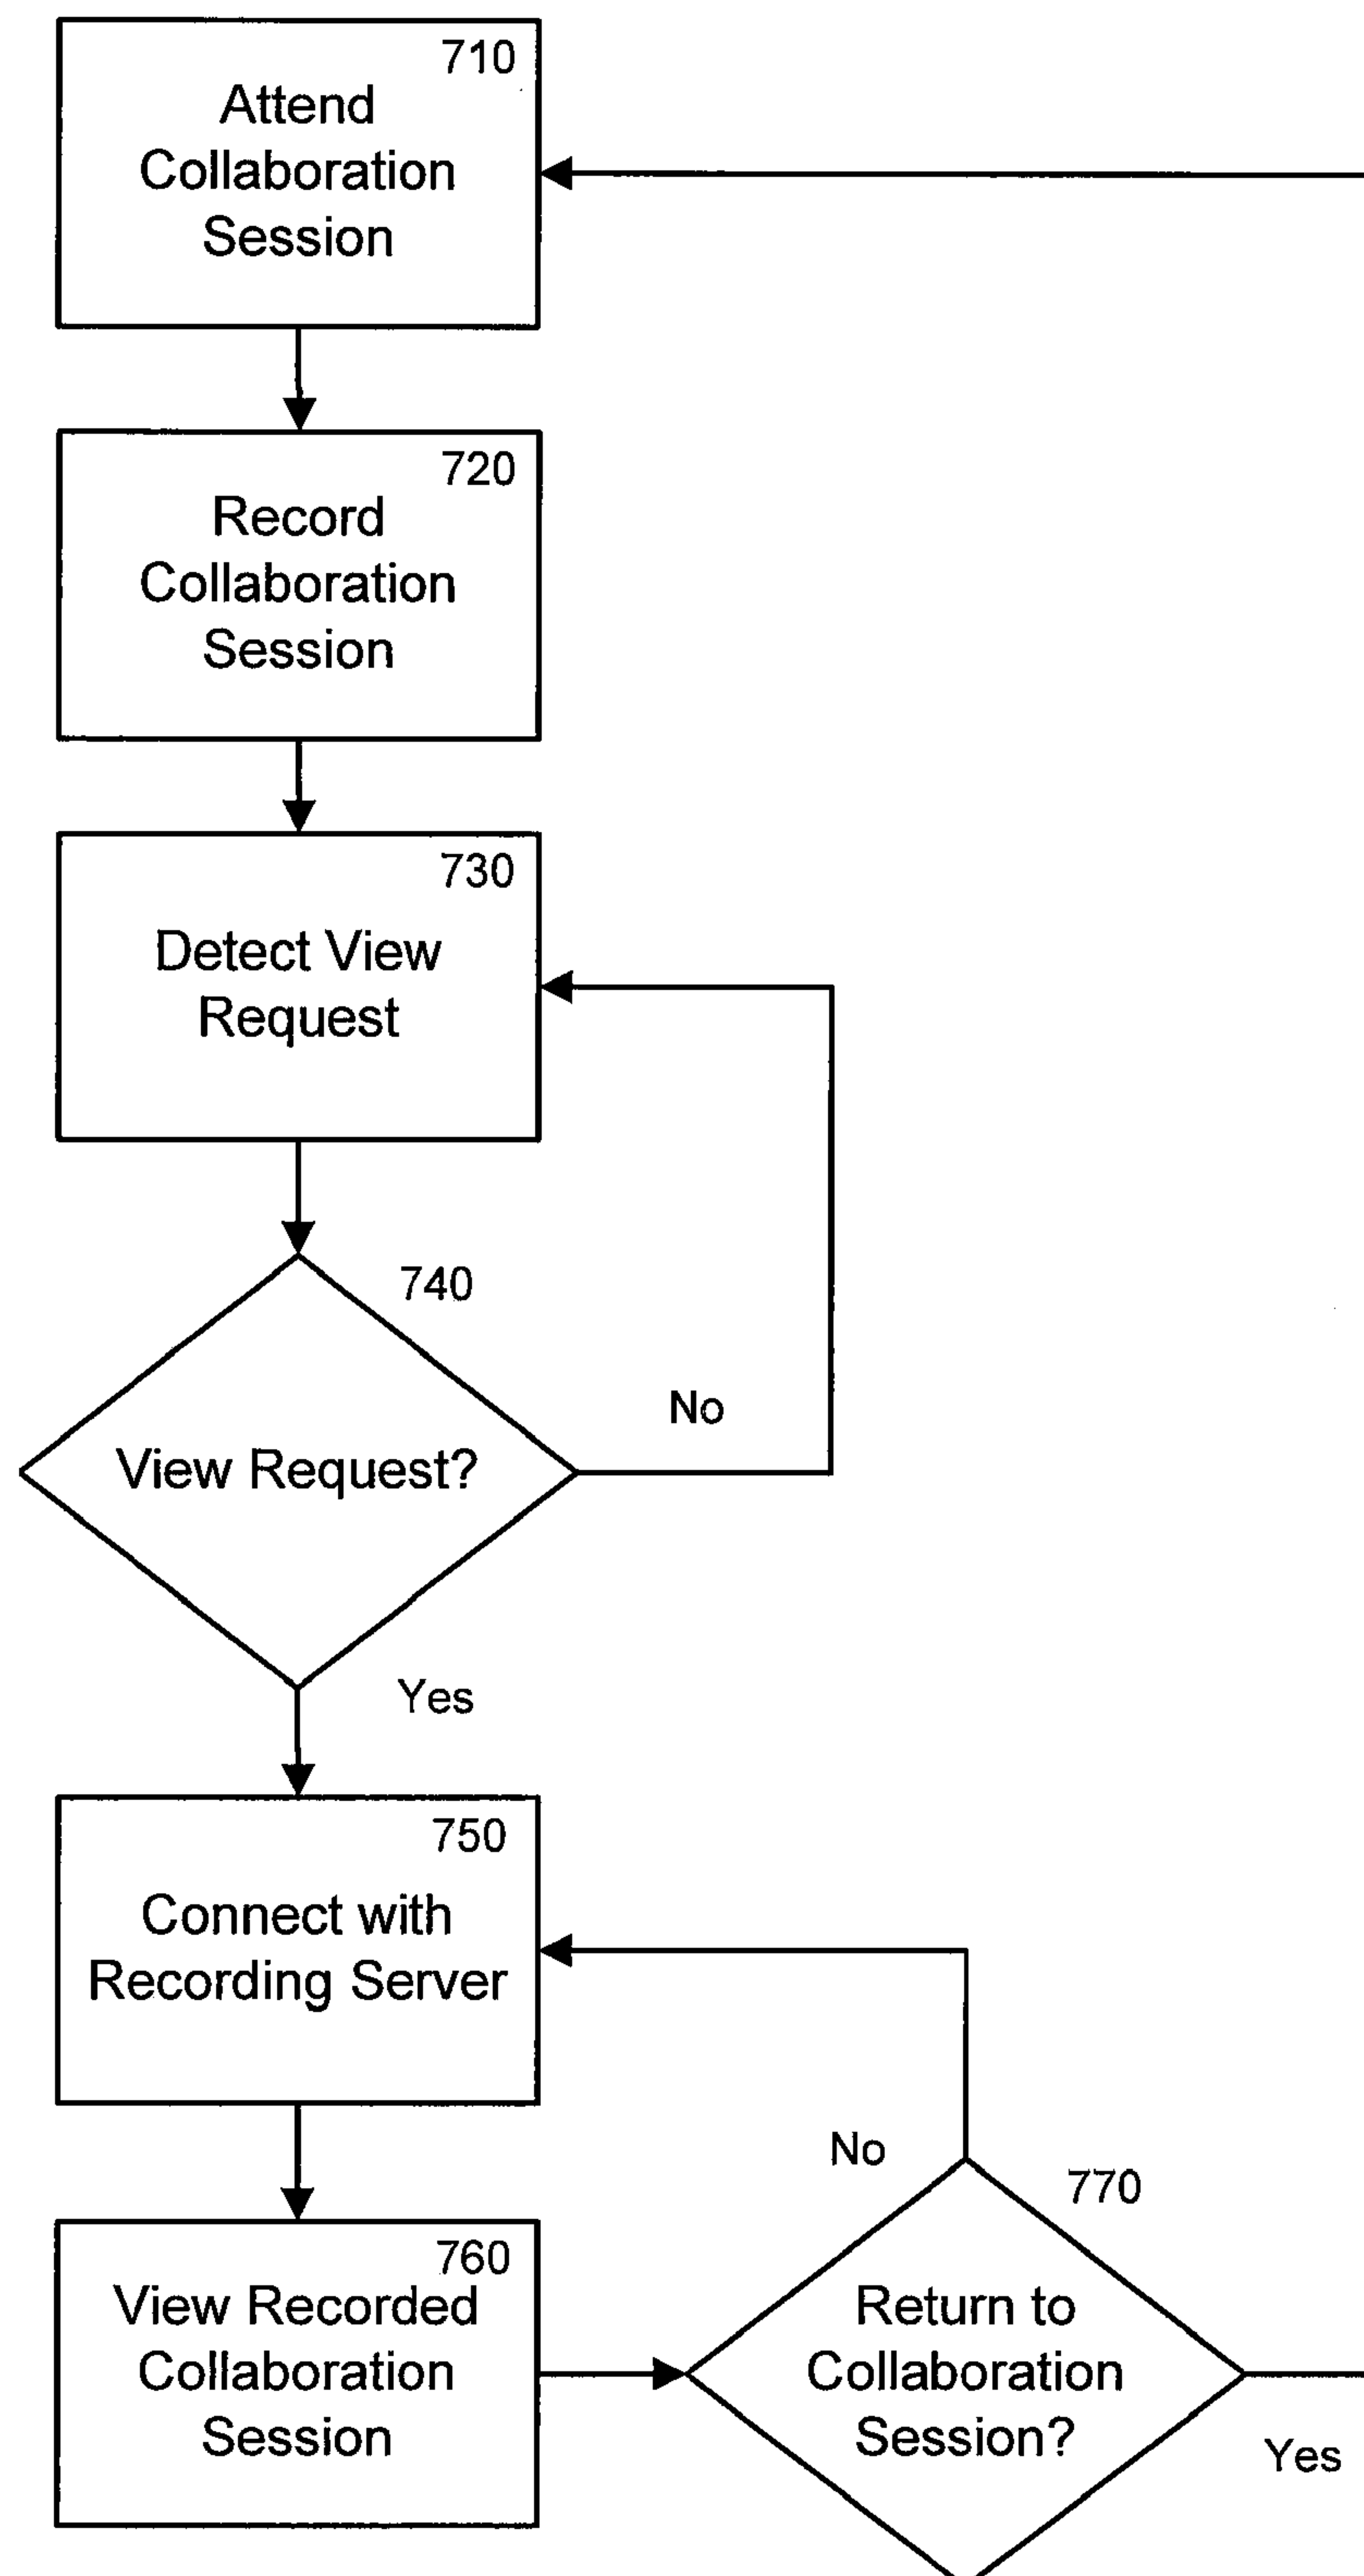 710
Attend
Collaboration
Session
720
Record
Collaboration
Session
730
Detect View
Request
740
View Request?
No
Yes
750
Connect with
Recording Server
760
View Recorded
Collaboration
Session
No
770
Return to
Collaboration
Session?
Yes